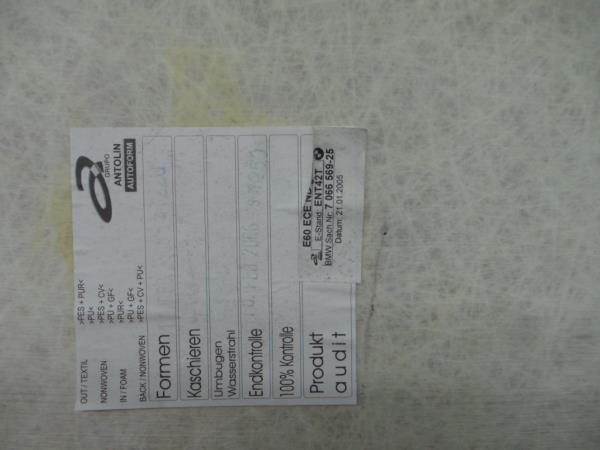 GRUPO
ANTOLIN
AUTOFORM
OUT / TEXTIL >PES + PUR<
>PU<
NONWOVEN >PES + CV<
>PU + GF<
IN / FOAM >PUR<
>PU + GF<
BACK / NONWOVEN >PES + CV + PU<
Formen
Kaschieren
Umbugen
Wasserstrahl
Endkontrolle
100% Kontrolle
Produkt
audit
E60 ECE
E-Stand: ENT42T
BMW Sach.Nr: 7 066 569-25
Datum: 21.01.2005